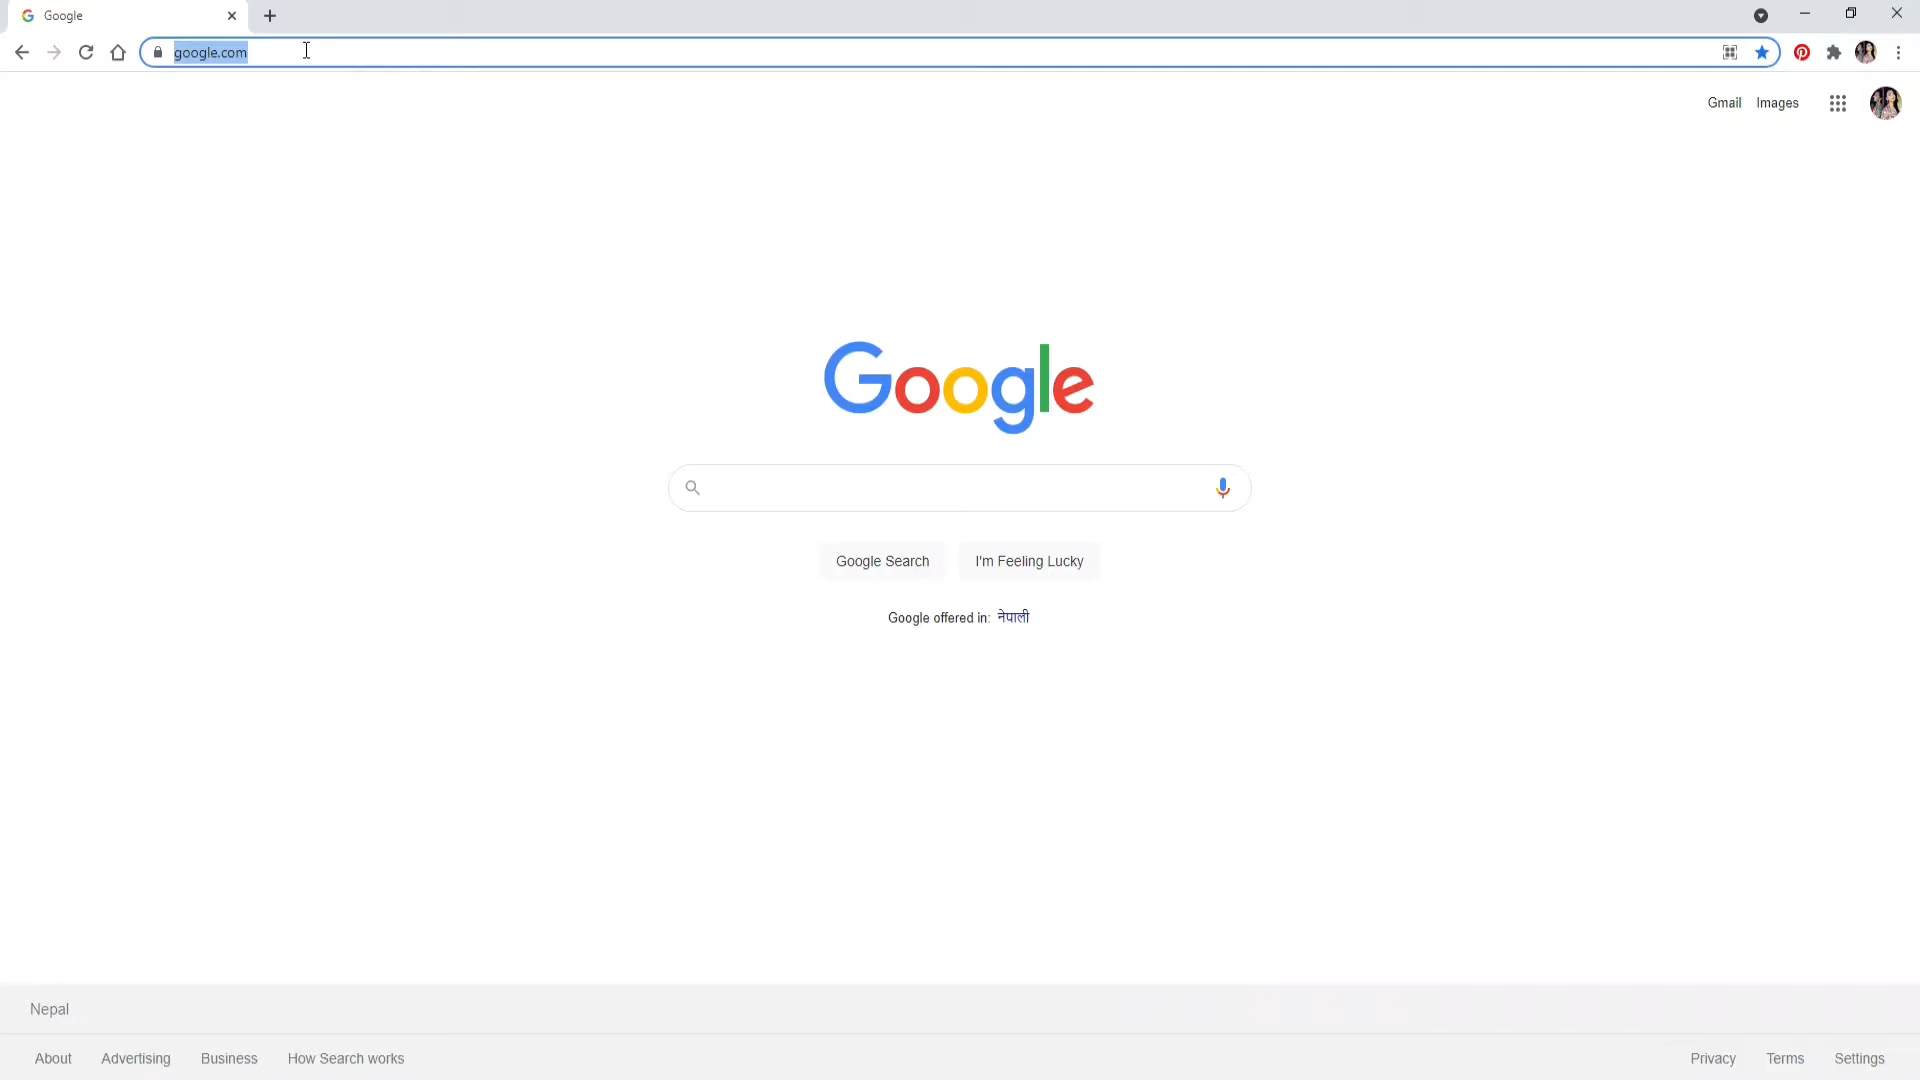 Google
google.com
Gmail Images
Google
Google Search I'm Feeling Lucky
Google offered in: नेपाली
Nepal
About Advertising Business How Search works Privacy Terms Settings